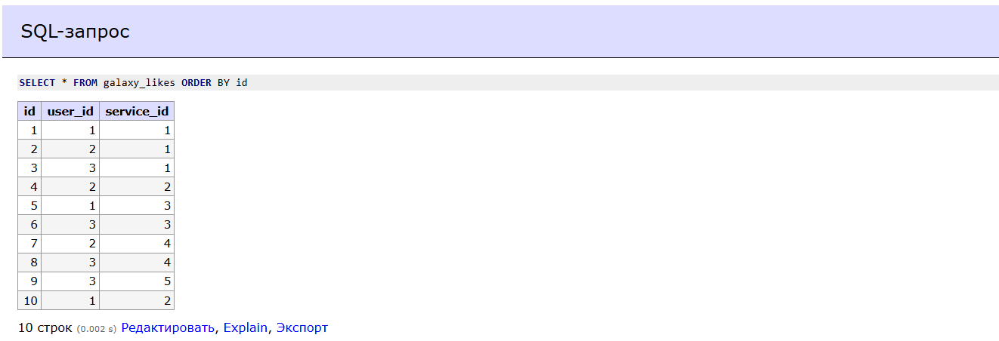 SQL-запрос
SELECT * FROM galaxy_likes ORDER BY id
id user_id service_id
1 1 1
2 2 1
3 3 1
4 2 2
5 1 3
6 3 3
7 2 4
8 3 4
9 3 5
10 1 2
10 строк (0.002 s) Редактировать, Explain, Экспорт